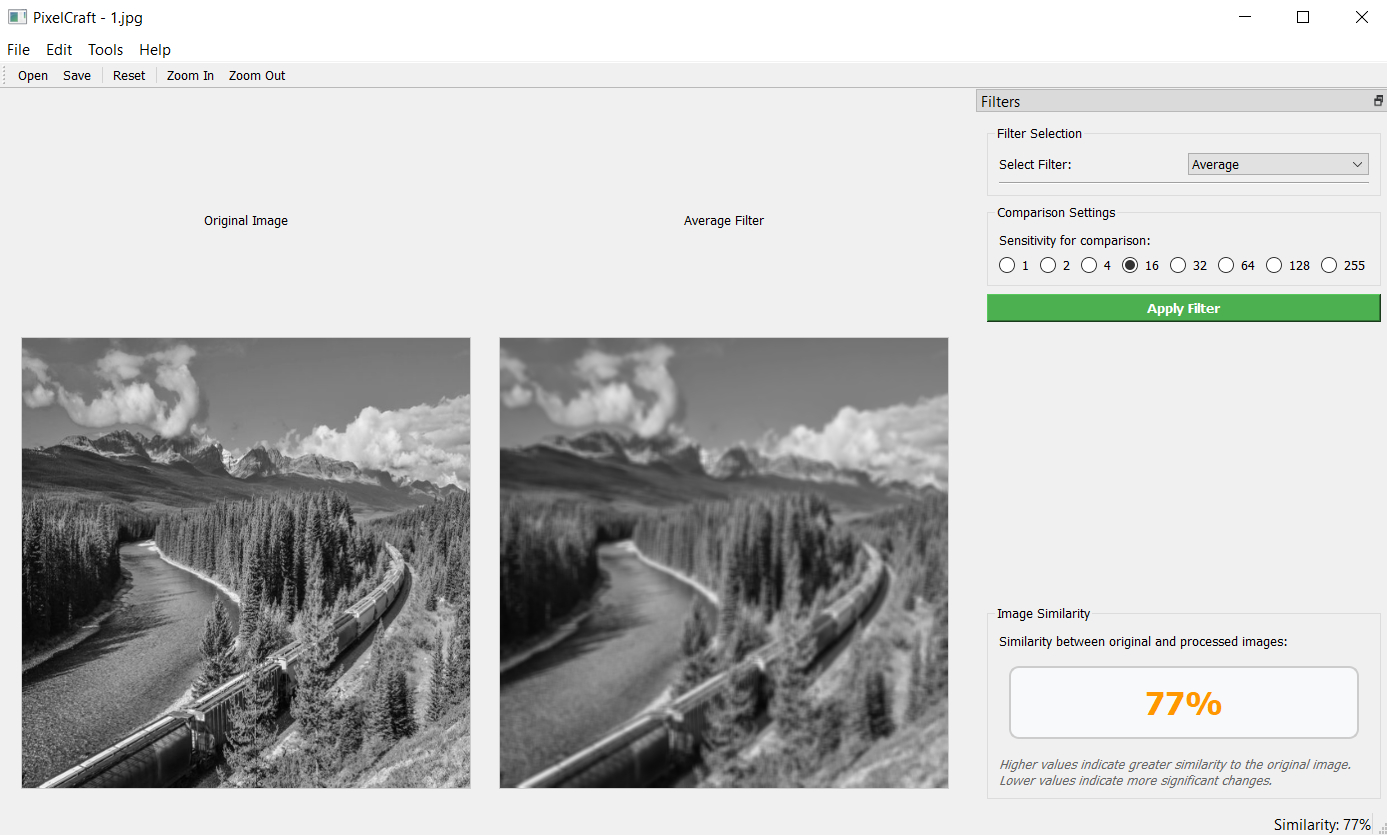 PixelCraft - 1.jpg
File Edit Tools Help
Open Save Reset Zoom In Zoom Out
Filters
Filter Selection
Select Filter: Average
Comparison Settings
Sensitivity for comparison:
1 2 4 16 32 64 128 255
Apply Filter
Original Image
Average Filter
Image Similarity
Similarity between original and processed images:
77%
Higher values indicate greater similarity to the original image.
Lower values indicate more significant changes.
Similarity: 77%